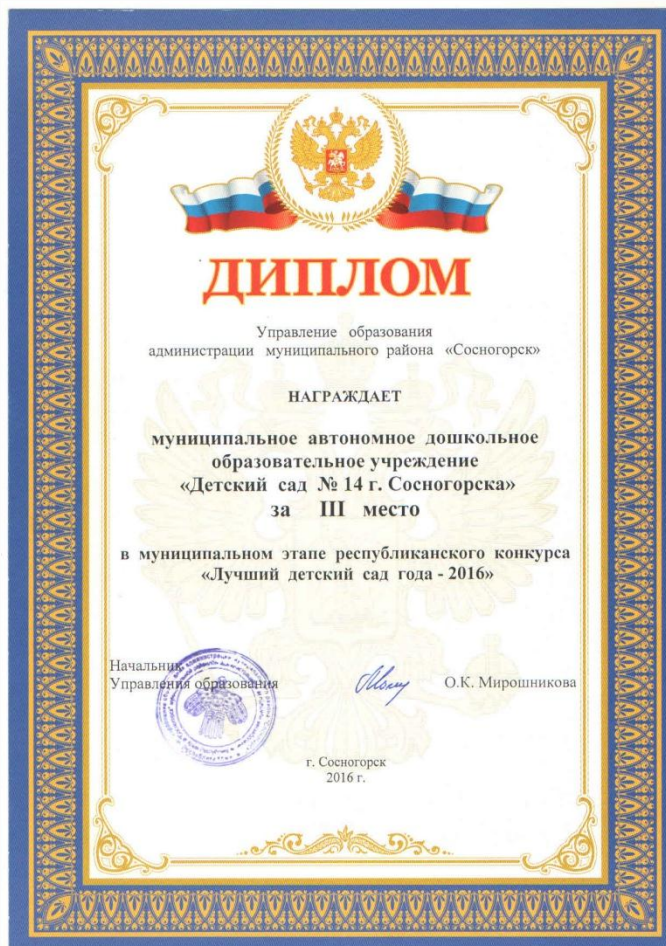 ДИПЛОМ
Управление образования
администрации муниципального района «Сосногорск»
НАГРАЖДАЕТ
муниципальное автономное дошкольное
образовательное учреждение
«Детский сад № 14 г. Сосногорска»
за III место
в муниципальном этапе республиканского конкурса
«Лучший детский сад года - 2016»
Начальник
Управления образования О.К. Мирошникова
г. Сосногорск
2016 г.